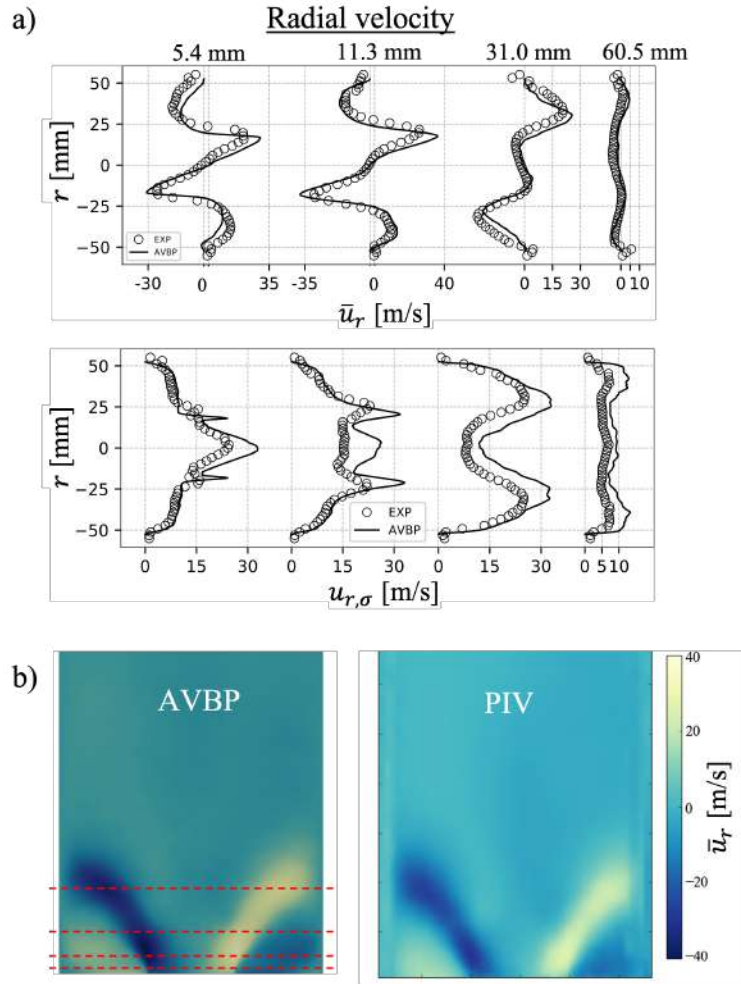 a)
Radial velocity
5.4 mm 11.3 mm 31.0 mm 60.5 mm
50
25
0
−25
−50
r [mm]
EXP
AVBP
-30 0 35 -35 0 40 0 15 30 0 10
ūr [m/s]
50
25
0
−25
−50
r [mm]
EXP
AVBP
0 15 30 0 15 30 0 15 30 0 5 10
ur,σ [m/s]
b)
AVBP
PIV
40
20
0
−20
−40
ūr [m/s]